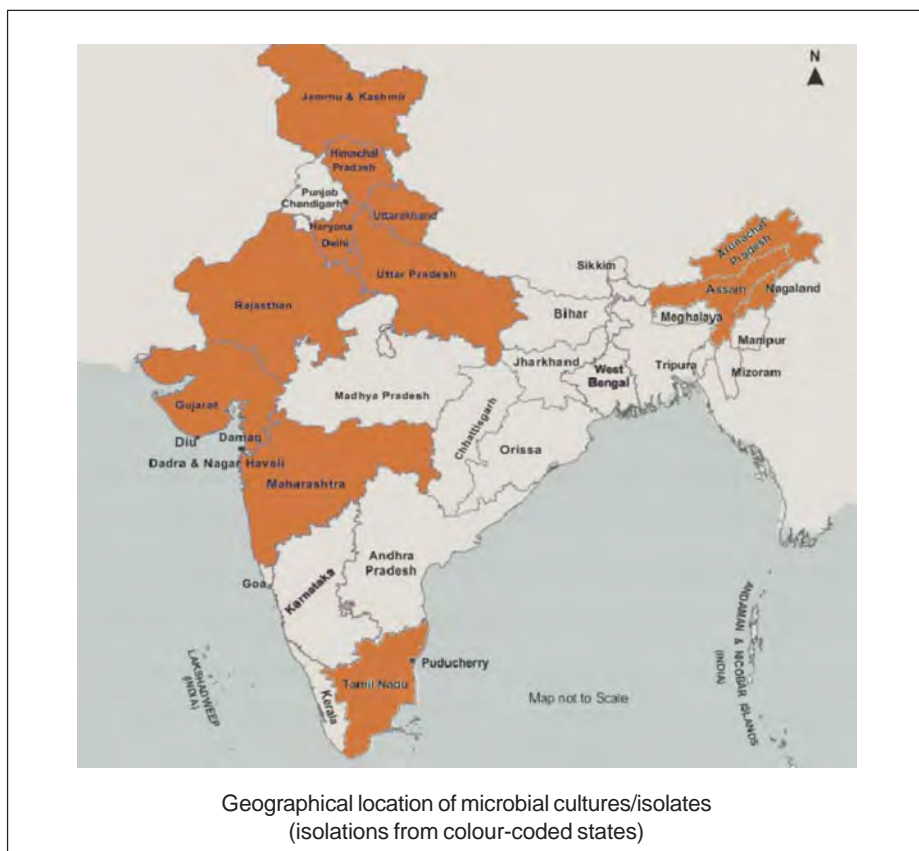 N
Jammu & Kashmir
Himachal
Pradesh
Punjab
Chandigarh
Uttarakhand
Haryana
Delhi
Arunachal
Pradesh
Sikkim
Uttar Pradesh
Assam
Nagaland
Rajasthan
Bihar
Meghalaya
Manipur
Jharkhand
West
Bengal
Tripura
Mizoram
Madhya Pradesh
Gujarat
Chhattisgarh
Diu
Daman
Orissa
Dadra & Nagar Haveli
Maharashtra
Andhra
Pradesh
Goa
Karnataka
ANDAMAN & NICOBAR ISLANDS
(INDIA)
LAKSHADWEEP
(INDIA)
Puducherry
Tamil Nadu
Kerala
Map not to Scale
Geographical location of microbial cultures/isolates
(isolations from colour-coded states)